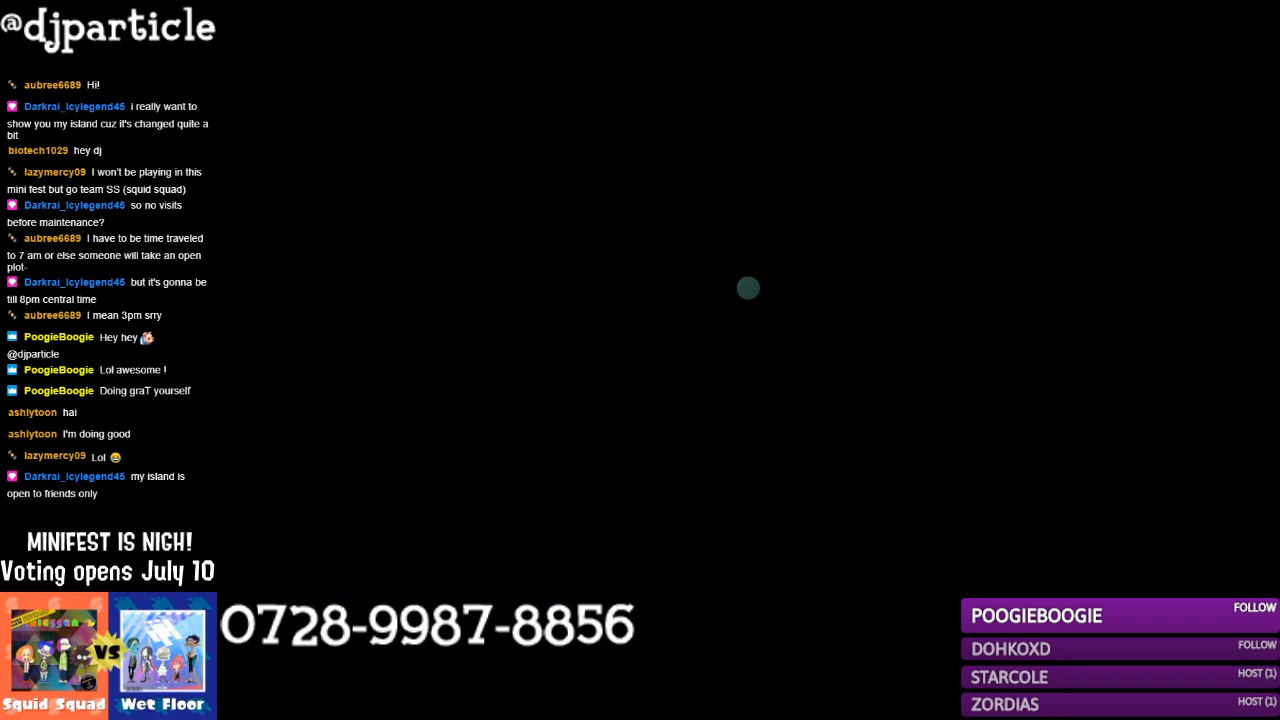 @djparticle
aubree6689 Hi!
Darkrai_Icylegend45 i really want to
show you my island cuz it's changed quite a
bit
biotech1029 hey dj
lazymercy09 I won't be playing in this
mini fest but go team SS (squid squad)
Darkrai_Icylegend45 so no visits
before maintenance?
aubree6689 I have to be time traveled
to 7 am or else someone will take an open
plot-
Darkrai_Icylegend45 but it's gonna be
till 8pm central time
aubree6689 I mean 3pm srry
PoogieBoogie Hey hey
@djparticle
PoogieBoogie Lol awesome !
PoogieBoogie Doing graT yourself
ashlytoon hai
ashlytoon I'm doing good
lazymercy09 Lol
Darkrai_Icylegend45 my island is
open to friends only
MINIFEST IS NIGH!
Voting opens July 10
VS
Squid Squad Wet Floor
0728-9987-8856
POOGIEBOOGIE FOLLOW
DOHKOXD FOLLOW
STARCOLE HOST (1)
ZORDIAS HOST (1)